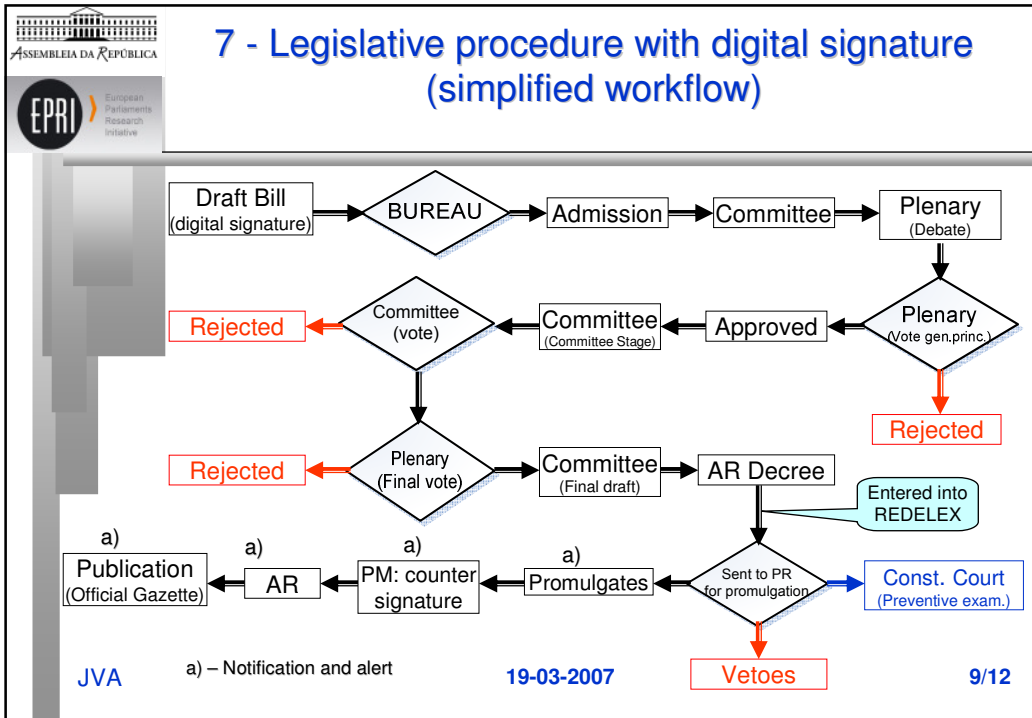 ASSEMBLEIA DA REPÚBLICA
7 - Legislative procedure with digital signature
(simplified workflow)
EPRI
European
Parliaments
Research
Initiative
Draft Bill
(digital signature)
BUREAU
Admission
Committee
Plenary
(Debate)
Rejected
Committee
(vote)
Committee
(Committee Stage)
Approved
Plenary
(Vote gen.princ.)
Rejected
Rejected
Plenary
(Final vote)
Committee
(Final draft)
AR Decree
Entered into
REDELEX
a)
Publication
(Official Gazette)
a)
AR
a)
PM: counter
signature
a)
Promulgates
Sent to PR
for promulgation
Const. Court
(Preventive exam.)
Vetoes
JVA
a) – Notification and alert
19-03-2007
9/12